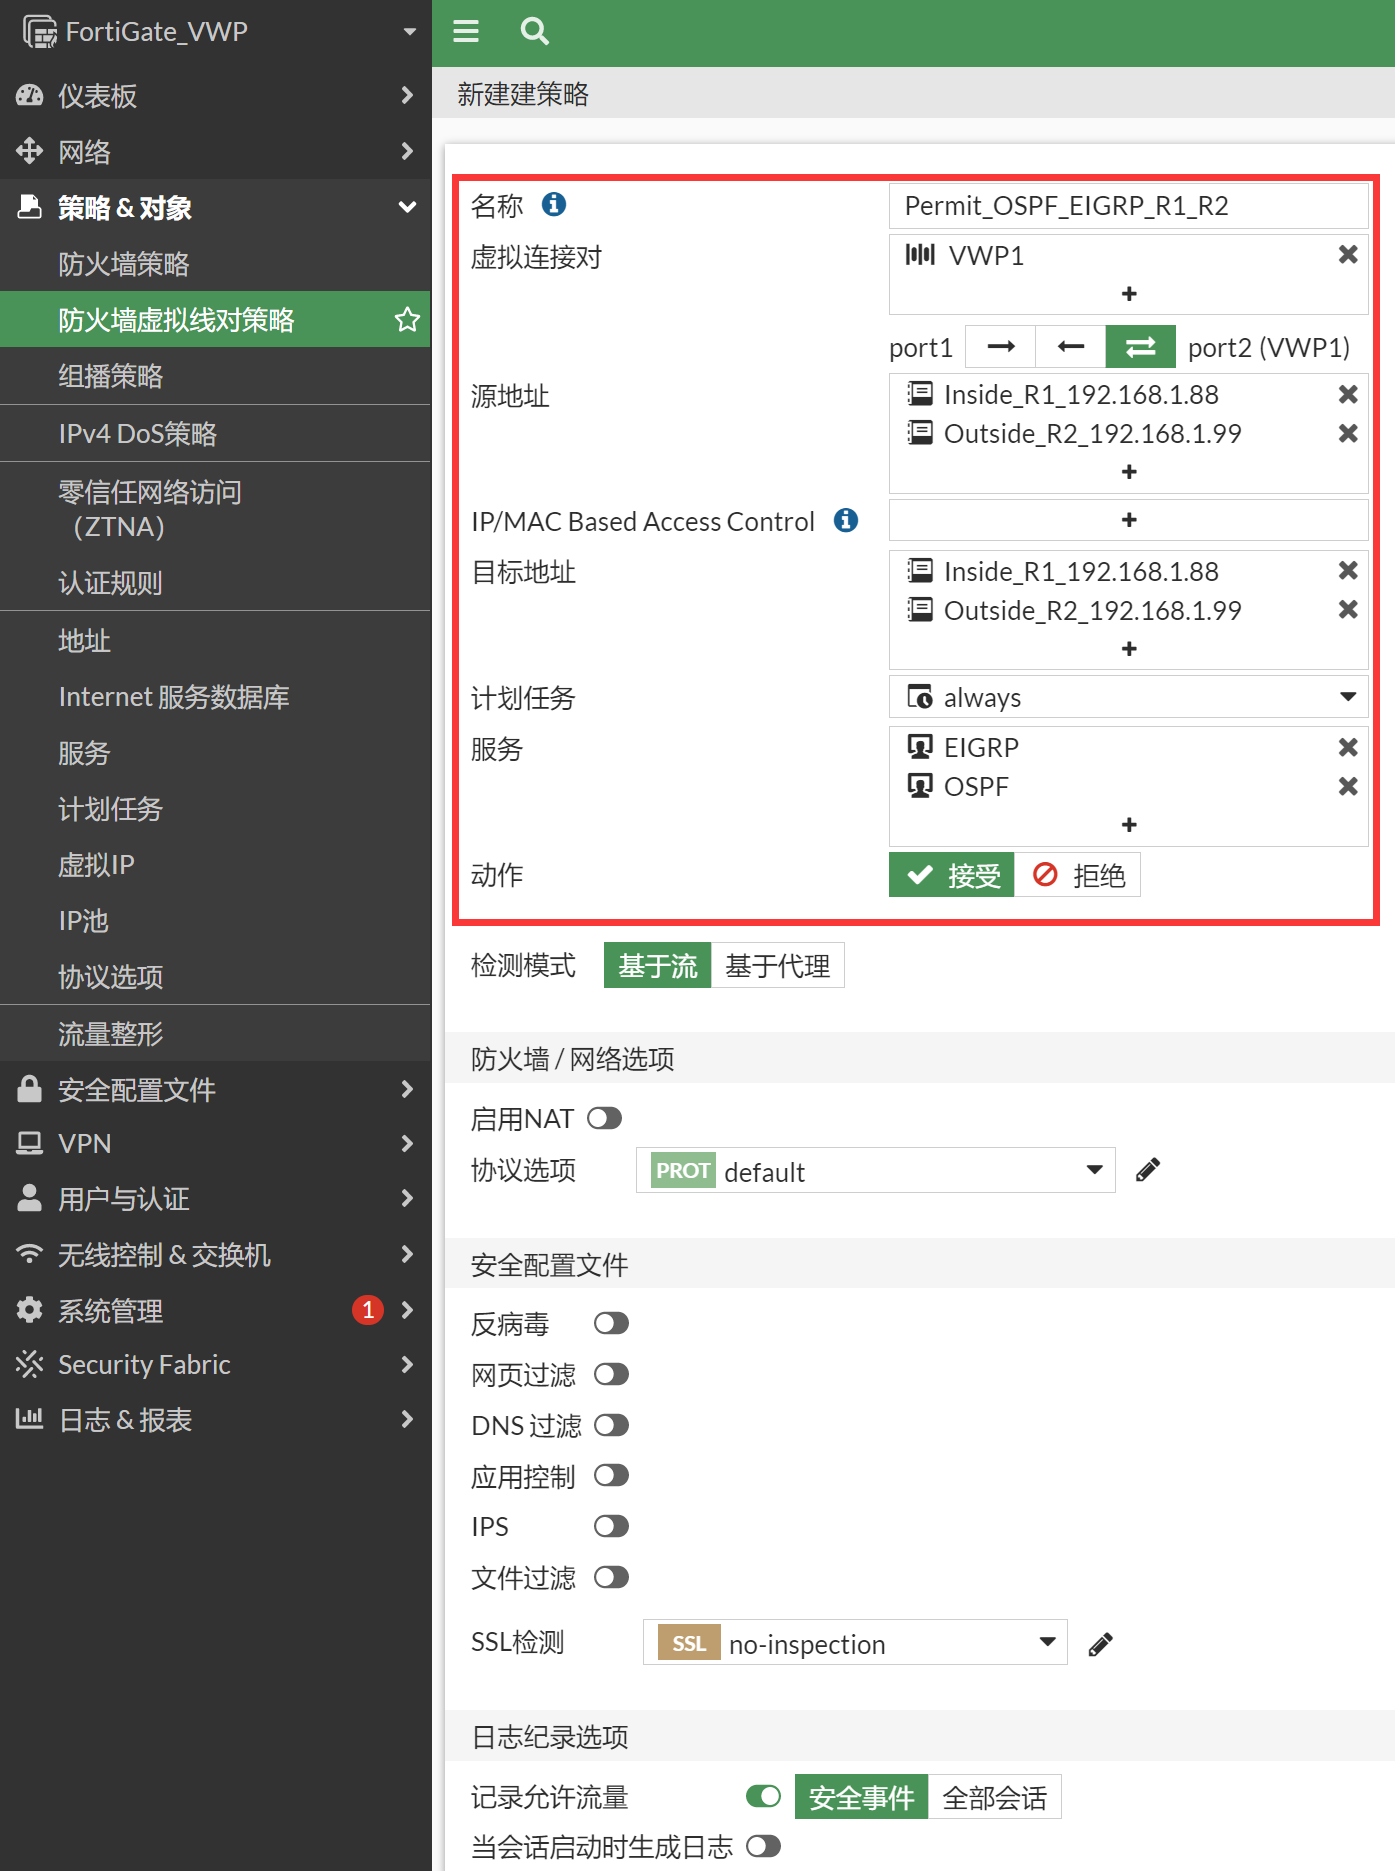 FortiGate_VWP
仪表板
网络
策略 & 对象
防火墙策略
防火墙虚拟线对策略
组播策略
IPv4 DoS策略
零信任网络访问
（ZTNA）
认证规则
地址
Internet 服务数据库
服务
计划任务
虚拟IP
IP池
协议选项
流量整形
安全配置文件
VPN
用户与认证
无线控制 & 交换机
系统管理 1
Security Fabric
日志 & 报表
新建建策略
名称 Permit_OSPF_EIGRP_R1_R2
虚拟连接对 VWP1
port1 port2 (VWP1)
源地址 Inside_R1_192.168.1.88
Outside_R2_192.168.1.99
IP/MAC Based Access Control
目标地址 Inside_R1_192.168.1.88
Outside_R2_192.168.1.99
计划任务 always
服务 EIGRP
OSPF
动作 接受 拒绝
检测模式 基于流 基于代理
防火墙 / 网络选项
启用NAT
协议选项 PROT default
安全配置文件
反病毒
网页过滤
DNS 过滤
应用控制
IPS
文件过滤
SSL检测 SSL no-inspection
日志纪录选项
记录允许流量 安全事件 全部会话
当会话启动时生成日志